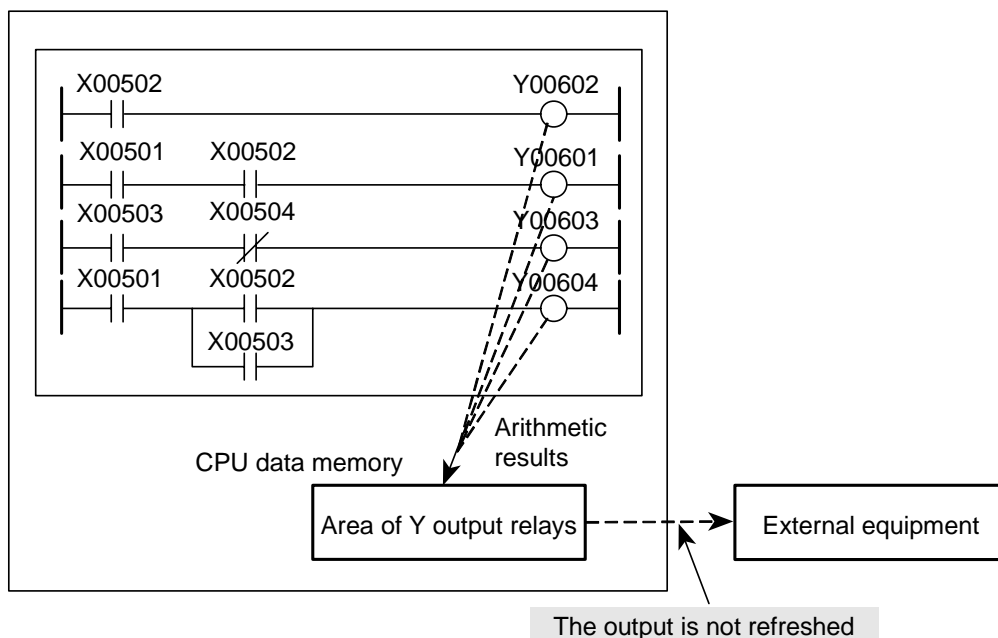 X00502 Y00602
X00501 X00502 Y00601
X00503 X00504 Y00603
X00501 X00502 Y00604
X00503
Arithmetic
results
CPU data memory
Area of Y output relays
External equipment
The output is not refreshed